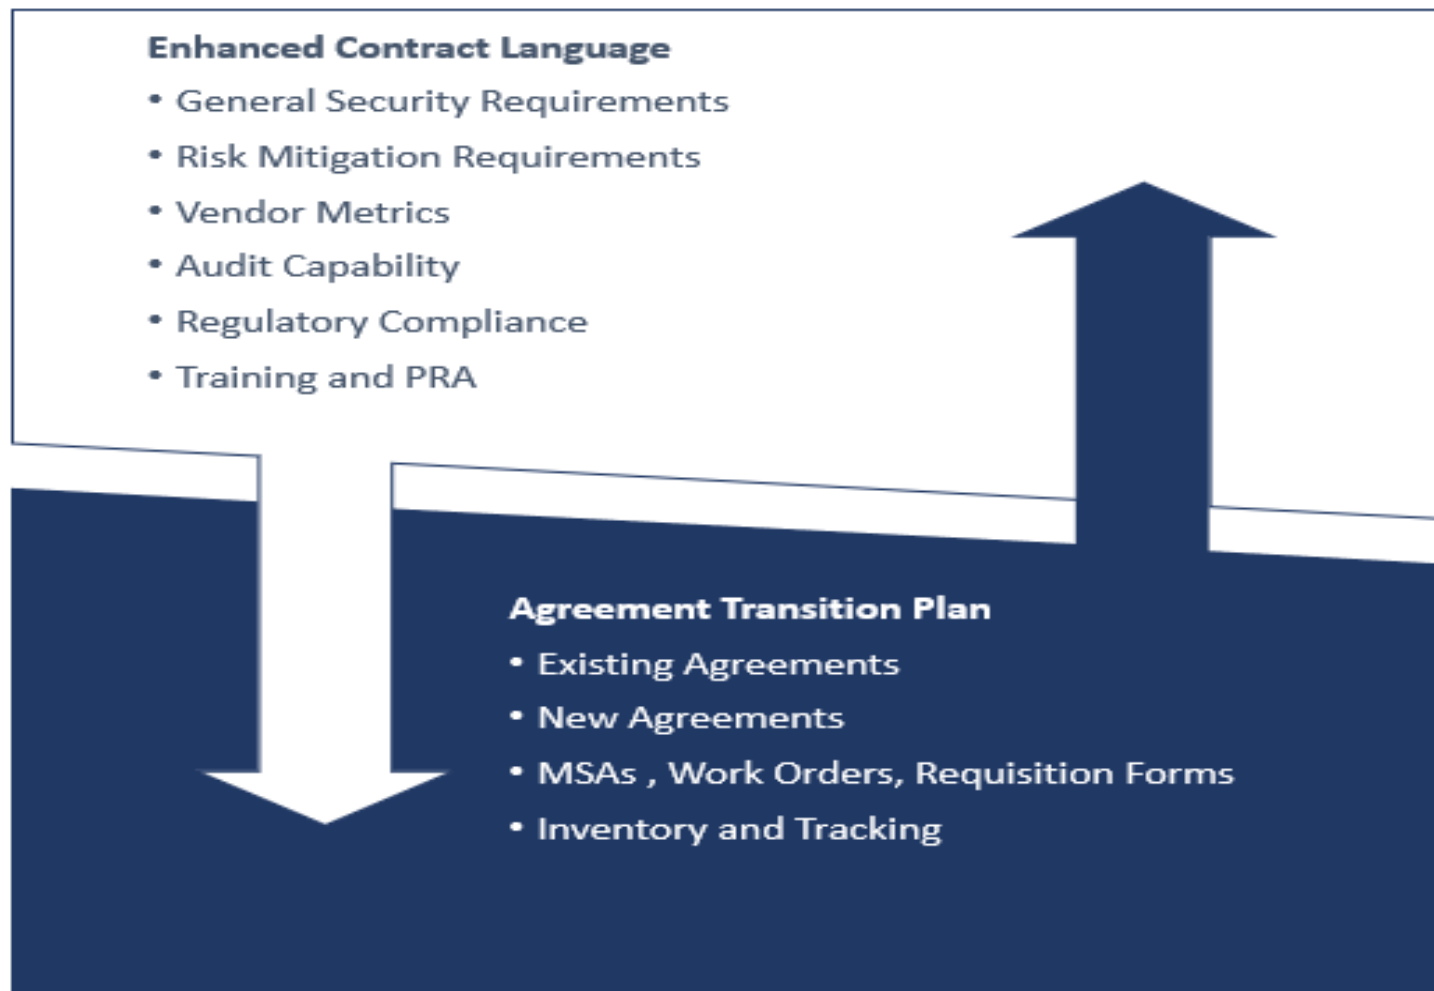 Enhanced Contract Language
• General Security Requirements
• Risk Mitigation Requirements
• Vendor Metrics
• Audit Capability
• Regulatory Compliance
• Training and PRA
Agreement Transition Plan
• Existing Agreements
• New Agreements
• MSAs , Work Orders, Requisition Forms
• Inventory and Tracking